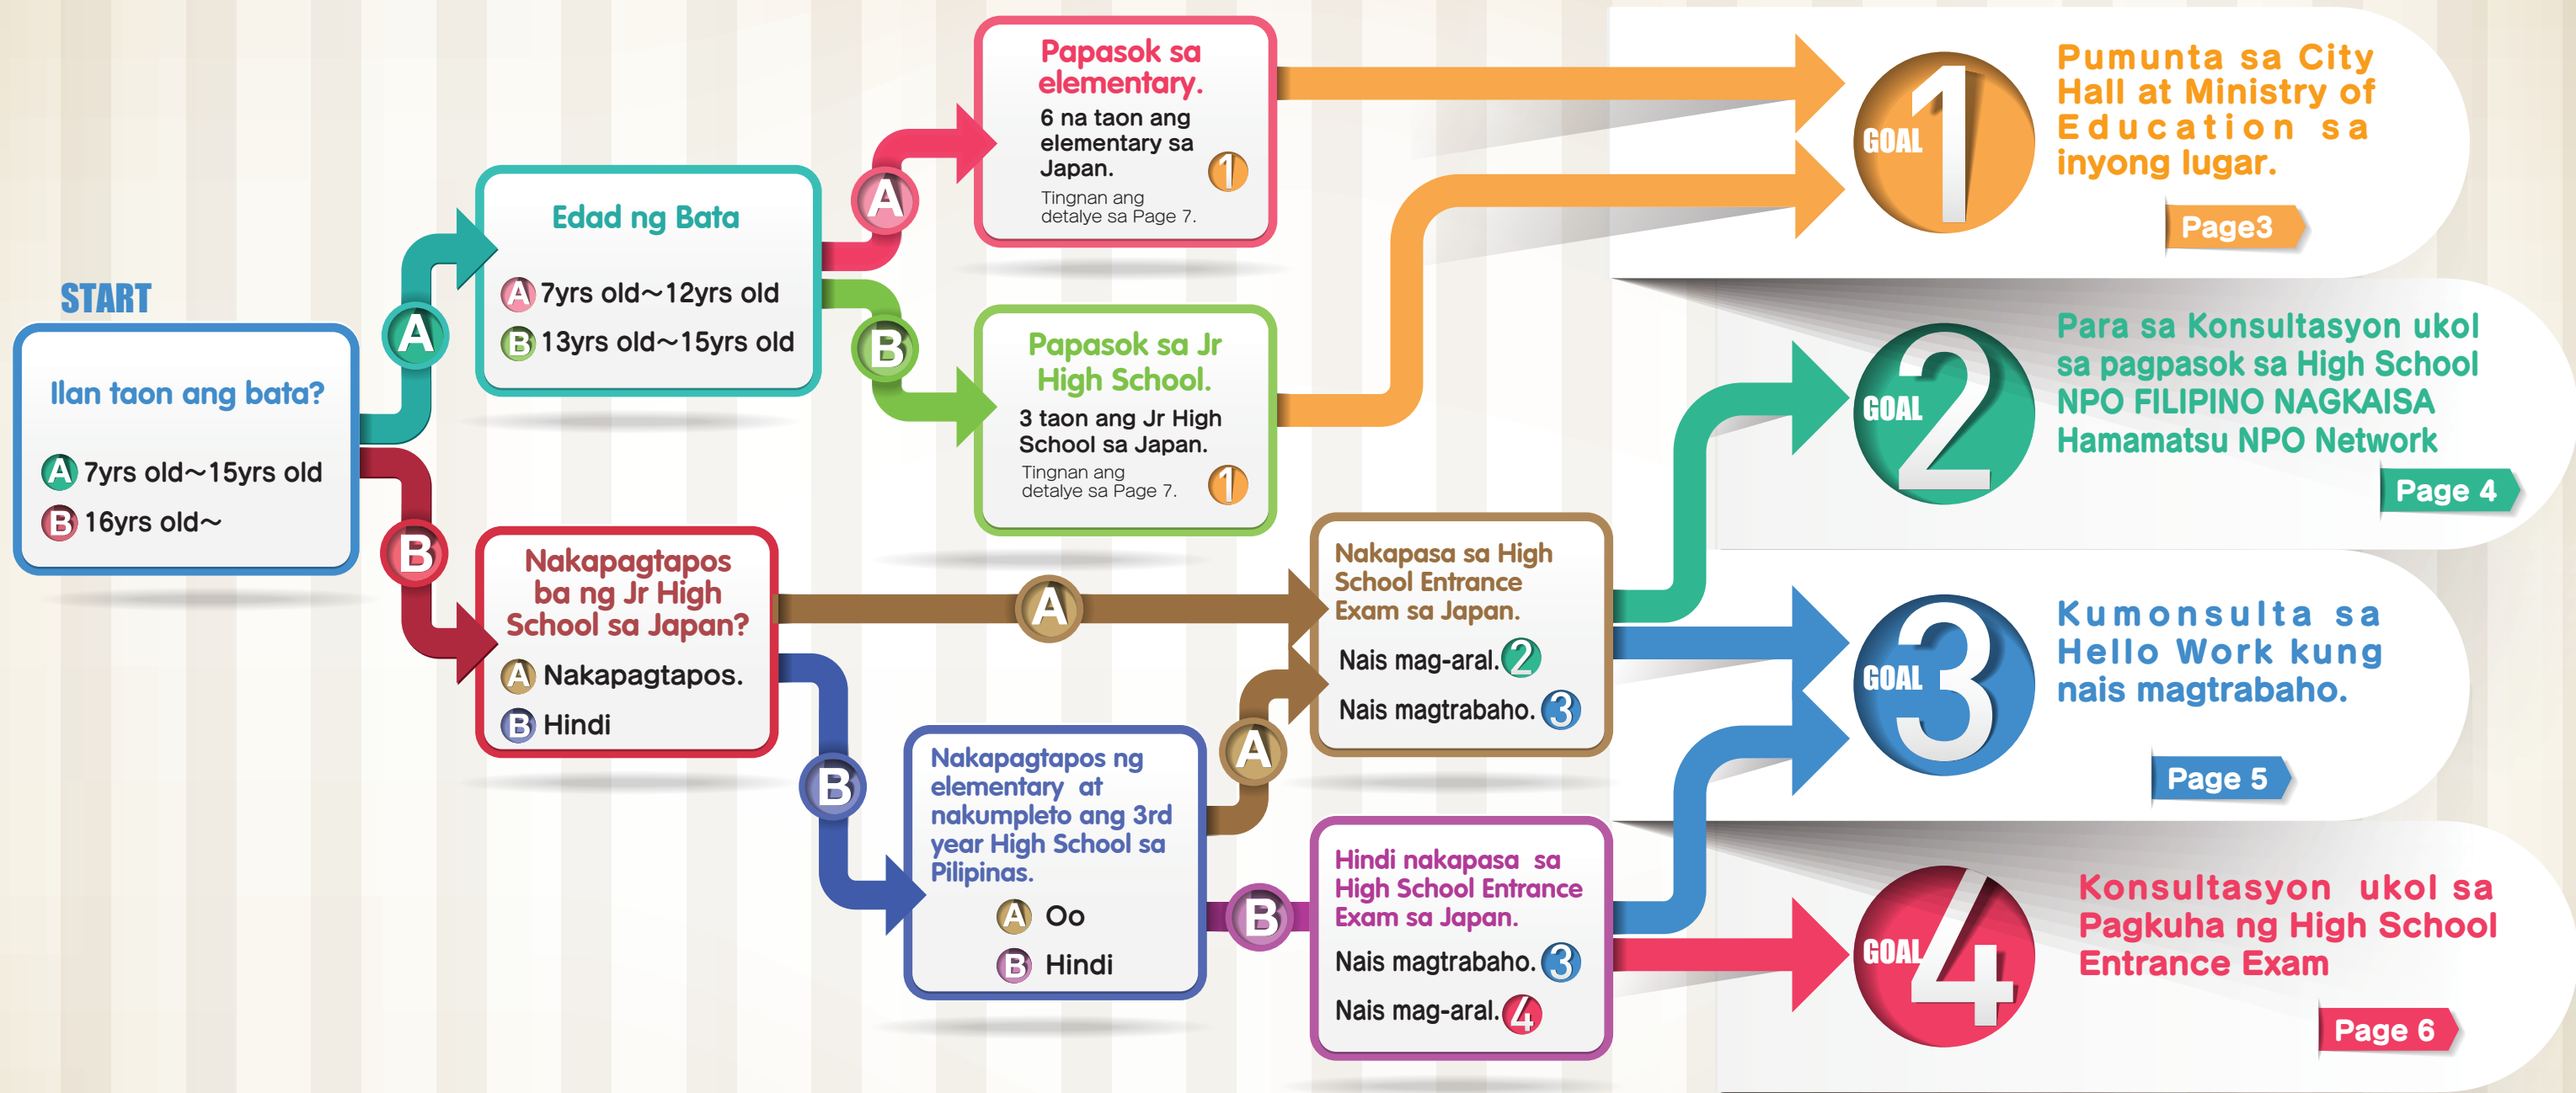 START
Ilan taon ang bata?
A 7yrs old～15yrs old
B 16yrs old～
A
B
Edad ng Bata
A 7yrs old～12yrs old
B 13yrs old～15yrs old
A
B
Papasok sa
elementary.
6 na taon ang
elementary sa
Japan.
1
Tingnan ang
detalye sa Page 7.
Papasok sa Jr
High School.
3 taon ang Jr High
School sa Japan.
Tingnan ang
detalye sa Page 7.
1
Nakapagtapos
ba ng Jr High
School sa Japan?
A Nakapagtapos.
B Hindi
A
B
Nakapagtapos ng
elementary at
nakumpleto ang 3rd
year High School sa
Pilipinas.
A Oo
B Hindi
A
B
Nakapasa sa High
School Entrance
Exam sa Japan.
Nais mag-aral. 2
Nais magtrabaho. 3
Hindi nakapasa sa
High School Entrance
Exam sa Japan.
Nais magtrabaho. 3
Nais mag-aral. 4
GOAL 1
Pumunta sa City
Hall at Ministry of
Education sa
inyong lugar.
Page3
GOAL 2
Para sa Konsultasyon ukol
sa pagpasok sa High School
NPO FILIPINO NAGKAISA
Hamamatsu NPO Network
Page 4
GOAL 3
Kumonsulta sa
Hello Work kung
nais magtrabaho.
Page 5
GOAL 4
Konsultasyon ukol sa
Pagkuha ng High School
Entrance Exam
Page 6